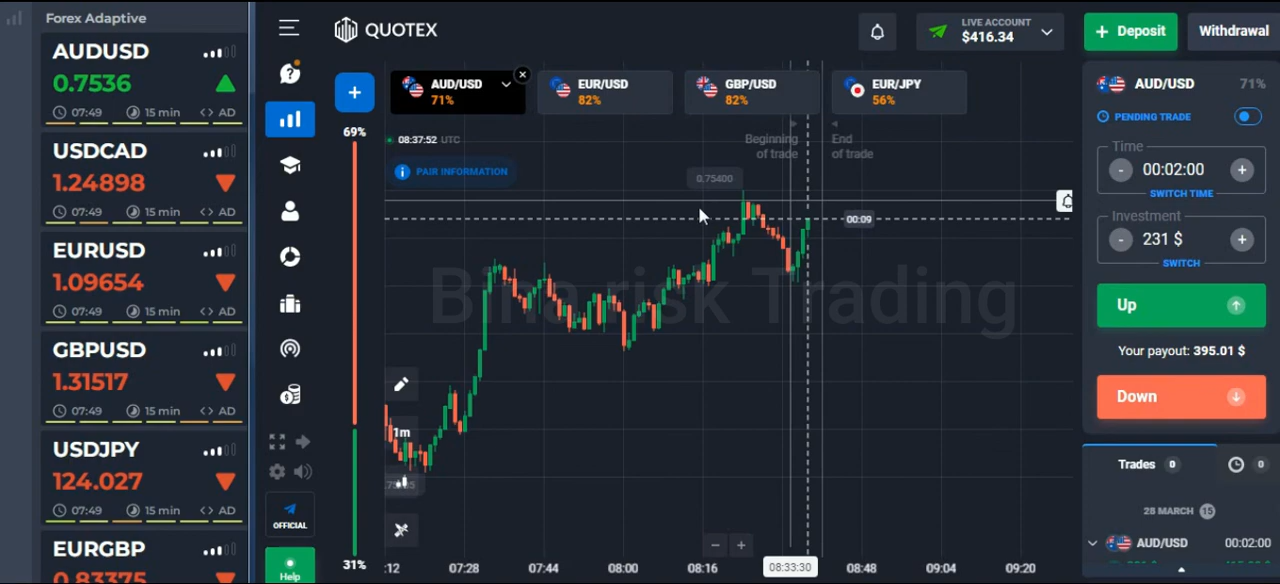 Forex Adaptive
AUDUSD
0.7536
07:49 15 min <> AD
USDCAD
1.24898
07:49 15 min <> AD
EURUSD
1.09654
07:49 15 min <> AD
GBPUSD
1.31517
07:49 15 min <> AD
USDJPY
124.027
07:49 15 min <> AD
EURGBP
0.83375
QUOTEX
LIVE ACCOUNT
$416.34
+ Deposit
Withdrawal
OFFICIAL
Help
+
69%
31%
AUD/USD
71%
EUR/USD
82%
GBP/USD
82%
EUR/JPY
56%
08:37:52 UTC
PAIR INFORMATION
Beginning
of trade
End
of trade
0.75400
00:09
Trading
1m
- +
:12 07:28 07:44 08:00 08:16 08:33:30 08:48 09:04 09:20
AUD/USD 71%
PENDING TRADE
Time
- 00:02:00 +
SWITCH TIME
Investment
- 231 $ +
SWITCH
Up
Your payout: 395.01 $
Down
Trades 0 0
28 MARCH 15
AUD/USD 00:02:00